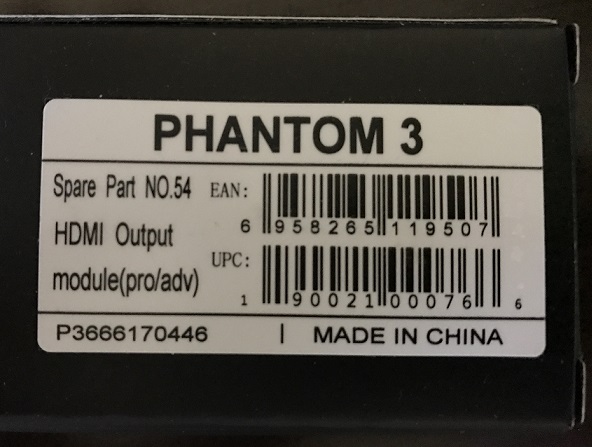 PHANTOM 3
Spare Part NO.54
HDMI Output
module(pro/adv)
EAN:
6 958265 119507
UPC:
1 90021 00076 6
P3666170446 | MADE IN CHINA